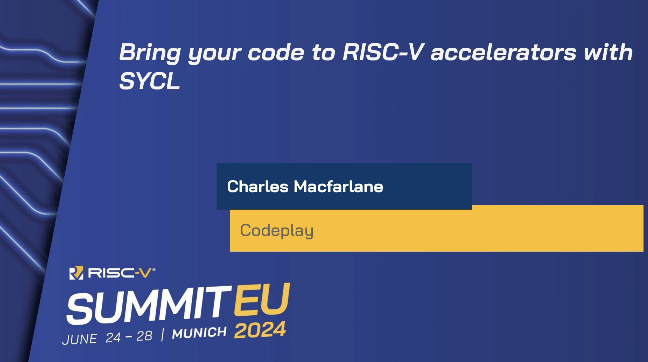 Bring your code to RISC-V accelerators with
SYCL
Charles Macfarlane
Codeplay
RISC-V®
SUMMIT EU
JUNE 24 – 28 | MUNICH 2024